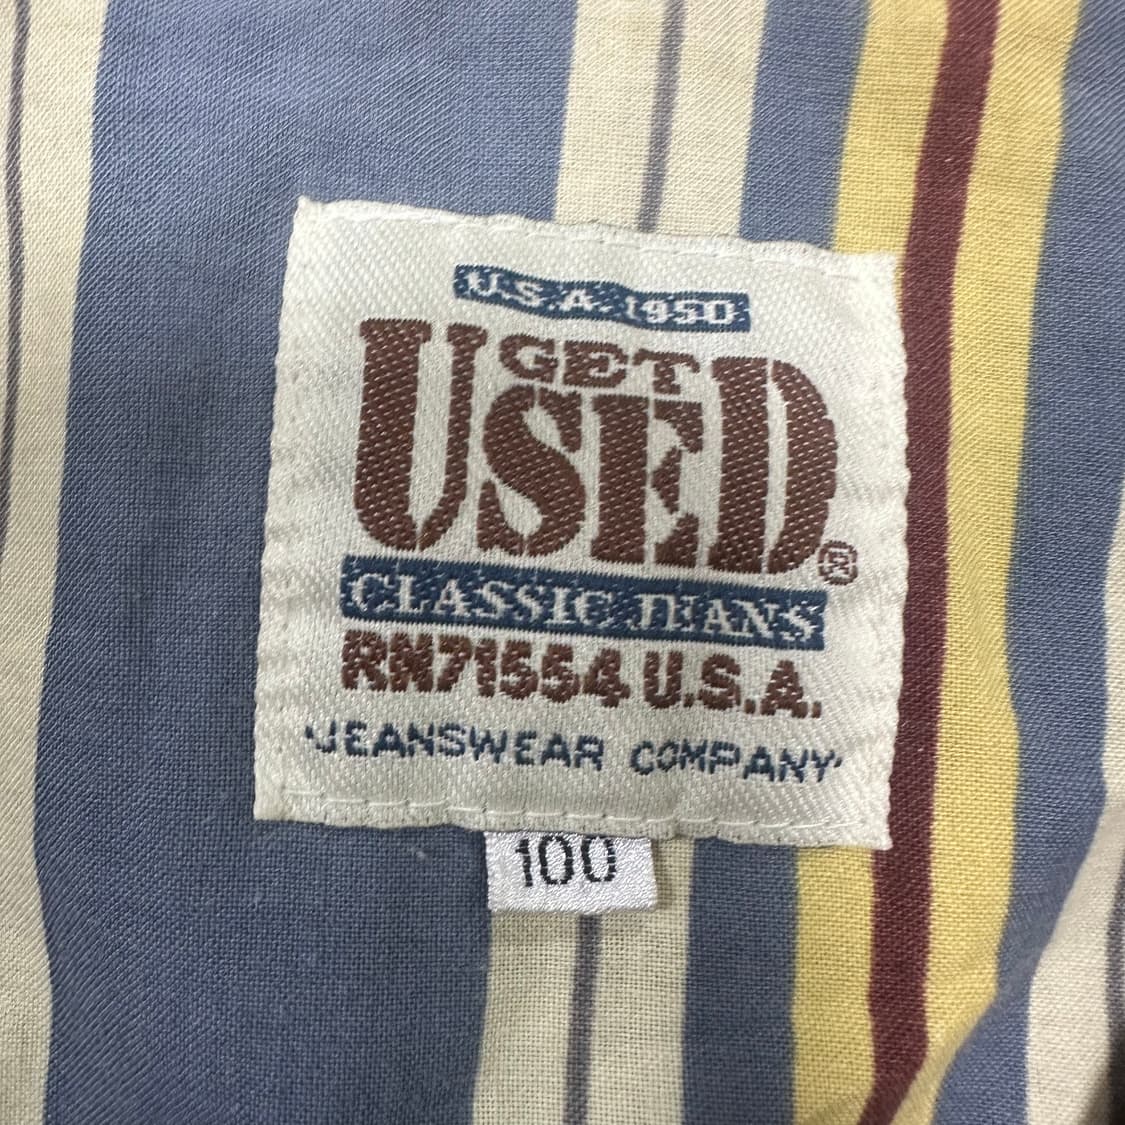 U.S.A. 1950
GET
USED®
CLASSIC JEANS
RN71554 U.S.A.
JEANSWEAR COMPANY
100